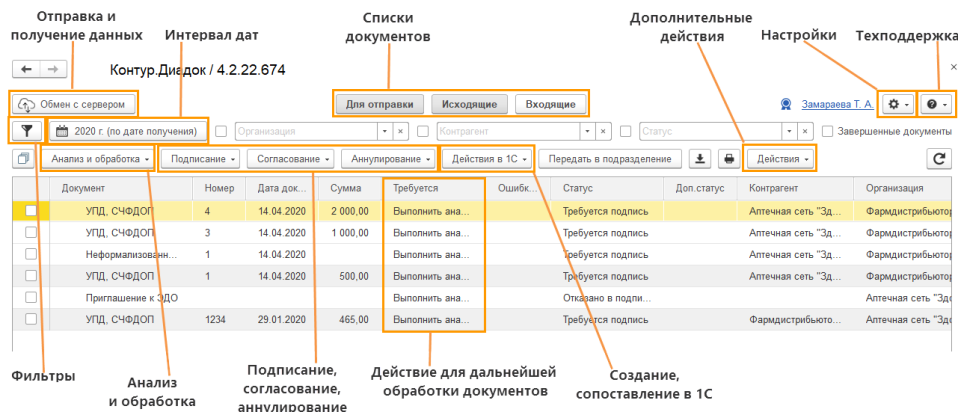 Отправка и
получение данных
Интервал дат
Списки
документов
Дополнительные
действия
Настройки
Техподдержка
Контур.Диадок / 4.2.22.674
Обмен с сервером
Для отправки Исходящие Входящие
Замараева Т. А.
2020 г. (по дате получения) Организация Контрагент Статус Завершенные документы
Анализ и обработка Подписание Согласование Аннулирование Действия в 1С Передать в подразделение Действия
Документ Номер Дата док... Сумма Требуется Ошибк... Статус Доп.статус Контрагент Организация
УПД, СЧФДОП 4 14.04.2020 2 000,00 Выполнить ана... Требуется подпись Аптечная сеть "Зд... Фармдистрибьютор
УПД, СЧФДОП 3 14.04.2020 1 000,00 Выполнить ана... Требуется подпись Аптечная сеть "Зд... Фармдистрибьютор
Неформализованн... 1 14.04.2020 Выполнить ана... Требуется подпись Аптечная сеть "Зд... Фармдистрибьютор
УПД, СЧФДОП 1 14.04.2020 500,00 Выполнить ана... Требуется подпись Аптечная сеть "Зд... Фармдистрибьютор
Приглашение к ЭДО Выполнить ана... Отказано в подпи... Аптечная сеть "Здо
УПД, СЧФДОП 1234 29.01.2020 465,00 Выполнить ана... Требуется подпись Фармдистрибьюто... Аптечная сеть "Здо
Фильтры
Анализ
и обработка
Подписание,
согласование,
аннулирование
Действие для дальнейшей
обработки документов
Создание,
сопоставление в 1С